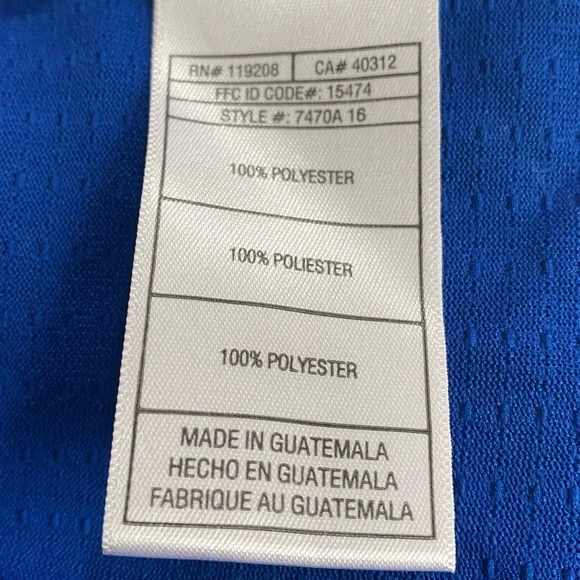 RN# 119208 CA# 40312
FFC ID CODE#: 15474
STYLE #: 7470A 16
100% POLYESTER
100% POLIESTER
100% POLYESTER
MADE IN GUATEMALA
HECHO EN GUATEMALA
FABRIQUE AU GUATEMALA